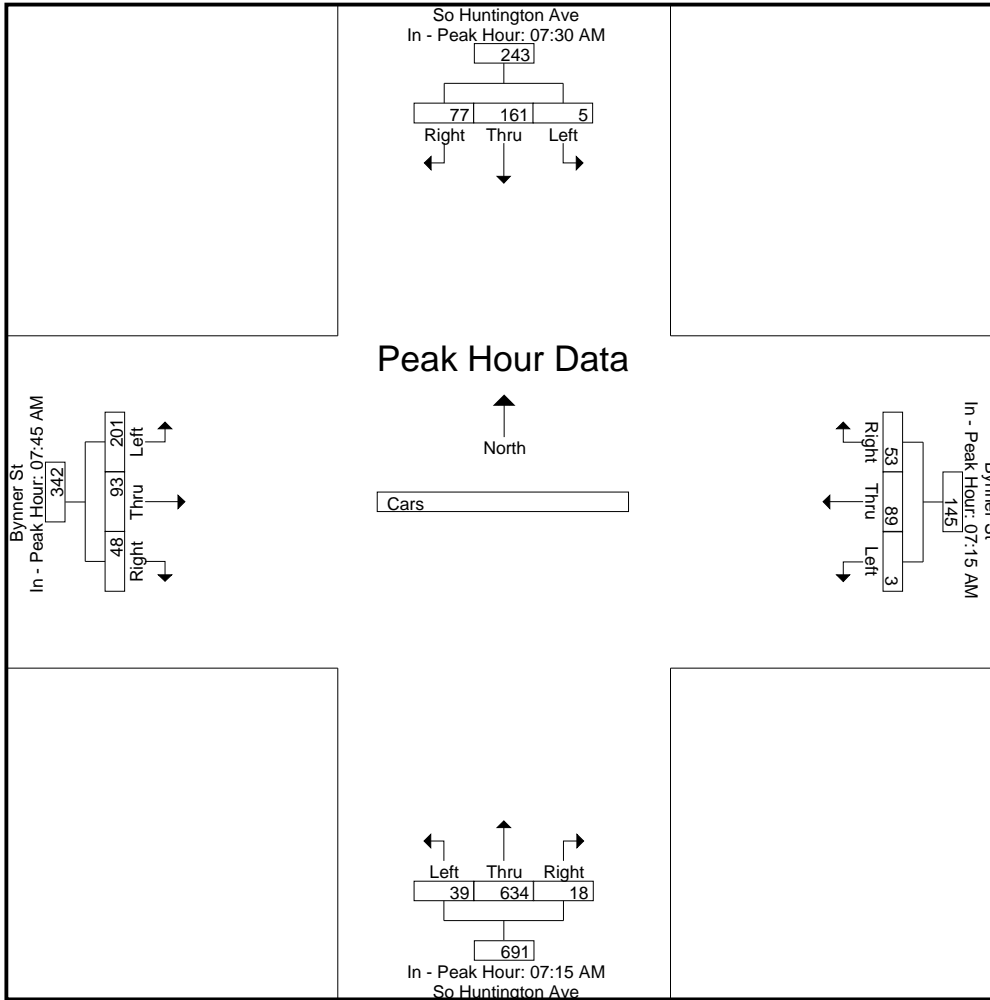 So Huntington Ave
In - Peak Hour: 07:30 AM
243
77 161 5
Right Thru Left
Peak Hour Data
North
Cars
Bynner St
In - Peak Hour: 07:45 AM
342
201 93 48
Left Thru Right
Bynner St
In - Peak Hour: 07:15 AM
145
53 89 3
Right Thru Left
Left Thru Right
39 634 18
691
In - Peak Hour: 07:15 AM
So Huntington Ave